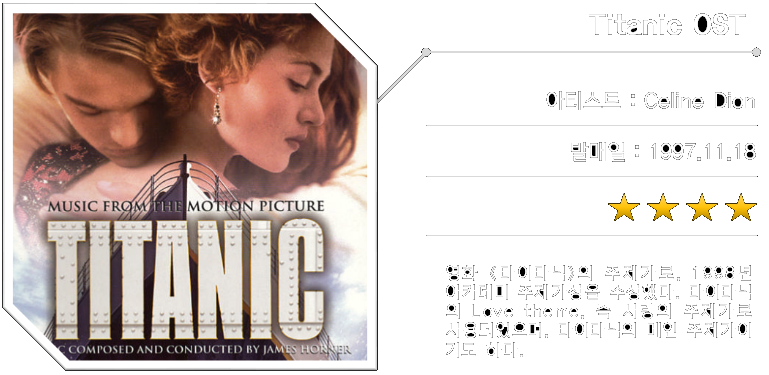 Titanic OST
아티스트 : Celine Dion
발매일 : 1997.11.18
MUSIC FROM THE MOTION PICTURE
TITANIC
C COMPOSED AND CONDUCTED BY JAMES HORNER
영화 (타이타닉)의 주제가로, 1998년
아카데미 주제가상을 수상했다. 타이타닉
의 Love theme, 즉 사랑의 주제가로
사용되었으며, 타이타닉의 메인 주제가이
기도 하다.